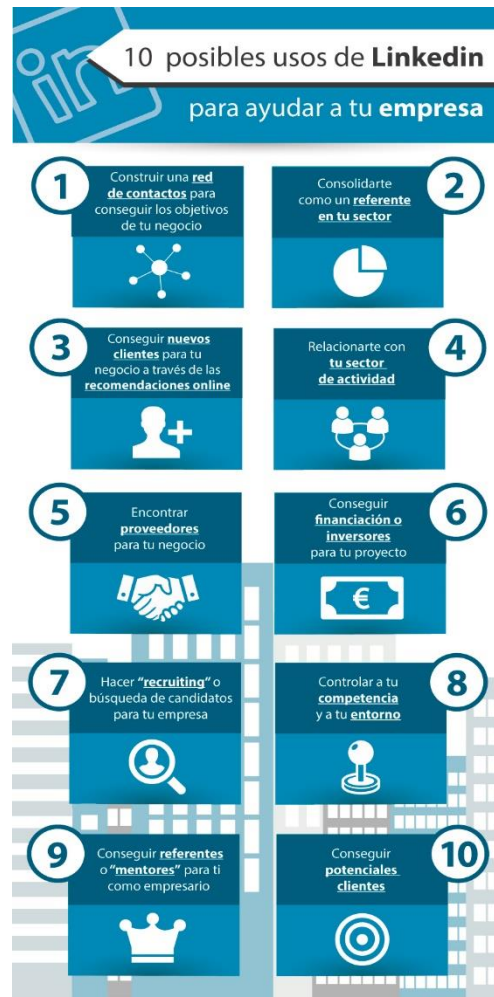 in
10 posibles usos de Linkedin
para ayudar a tu empresa
1
Construir una red
de contactos para
conseguir los objetivos
de tu negocio
2
Consolidarte
como un referente
en tu sector
3
Conseguir nuevos
clientes para tu
negocio a través de las
recomendaciones online
4
Relacionarte con
tu sector
de actividad
5
Encontrar
proveedores
para tu negocio
6
Conseguir
financiación o
inversores
para tu proyecto
€
7
Hacer "recruiting" o
búsqueda de candidatos
para tu empresa
8
Controlar a tu
competencia
y a tu entorno
9
Conseguir referentes
o "mentores" para ti
como empresario
10
Conseguir
potenciales
clientes